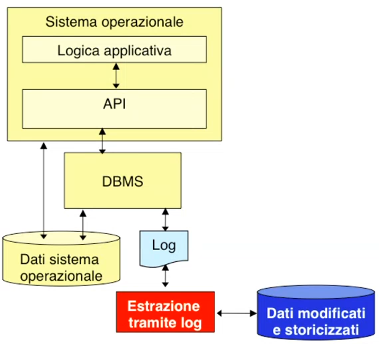 Sistema operazionale
Logica applicativa
API
DBMS
Dati sistema
operazionale
Log
Estrazione
tramite log
Dati modificati
e storicizzati